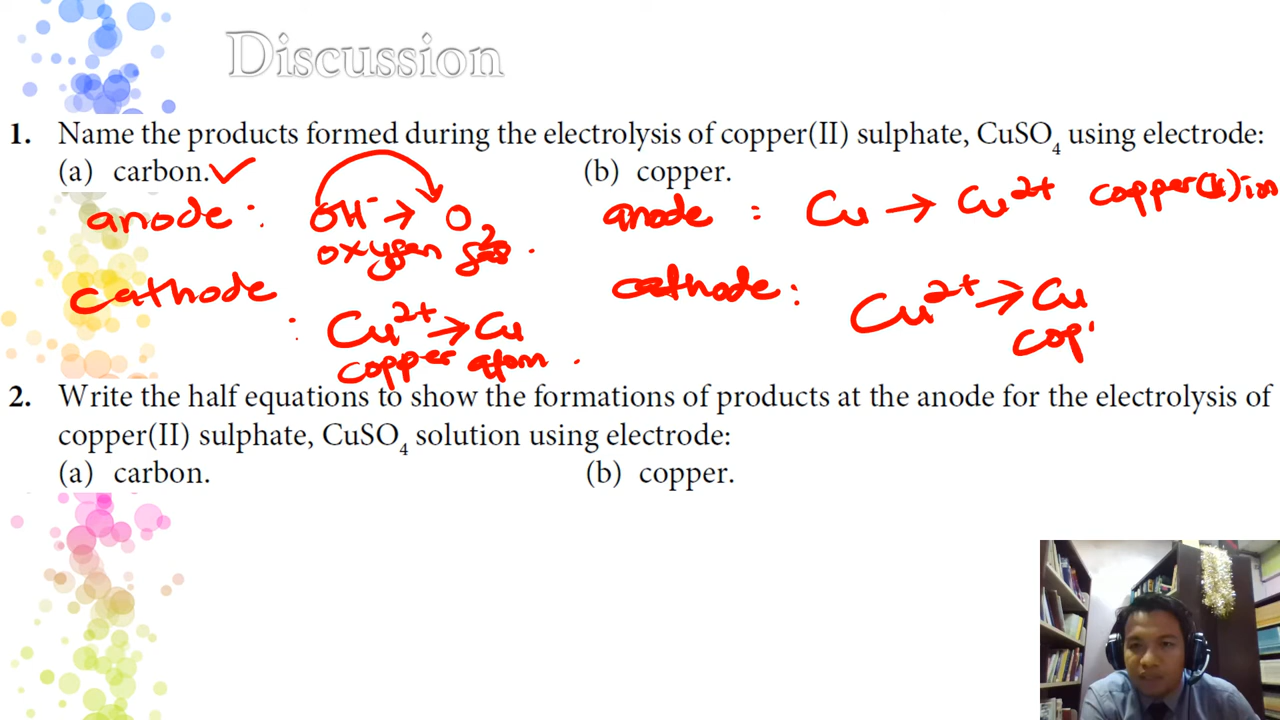 Discussion
1. Name the products formed during the electrolysis of copper(II) sulphate, CuSO₄ using electrode:
(a) carbon. ✓ (b) copper.
anode : OH⁻ → O₂
oxygen gas.
cathode
: Cu²⁺ → Cu
copper atom.
anode : Cu → Cu²⁺ copper(II) ion
cathode : Cu²⁺ → Cu
cop
2. Write the half equations to show the formations of products at the anode for the electrolysis of
copper(II) sulphate, CuSO₄ solution using electrode:
(a) carbon. (b) copper.